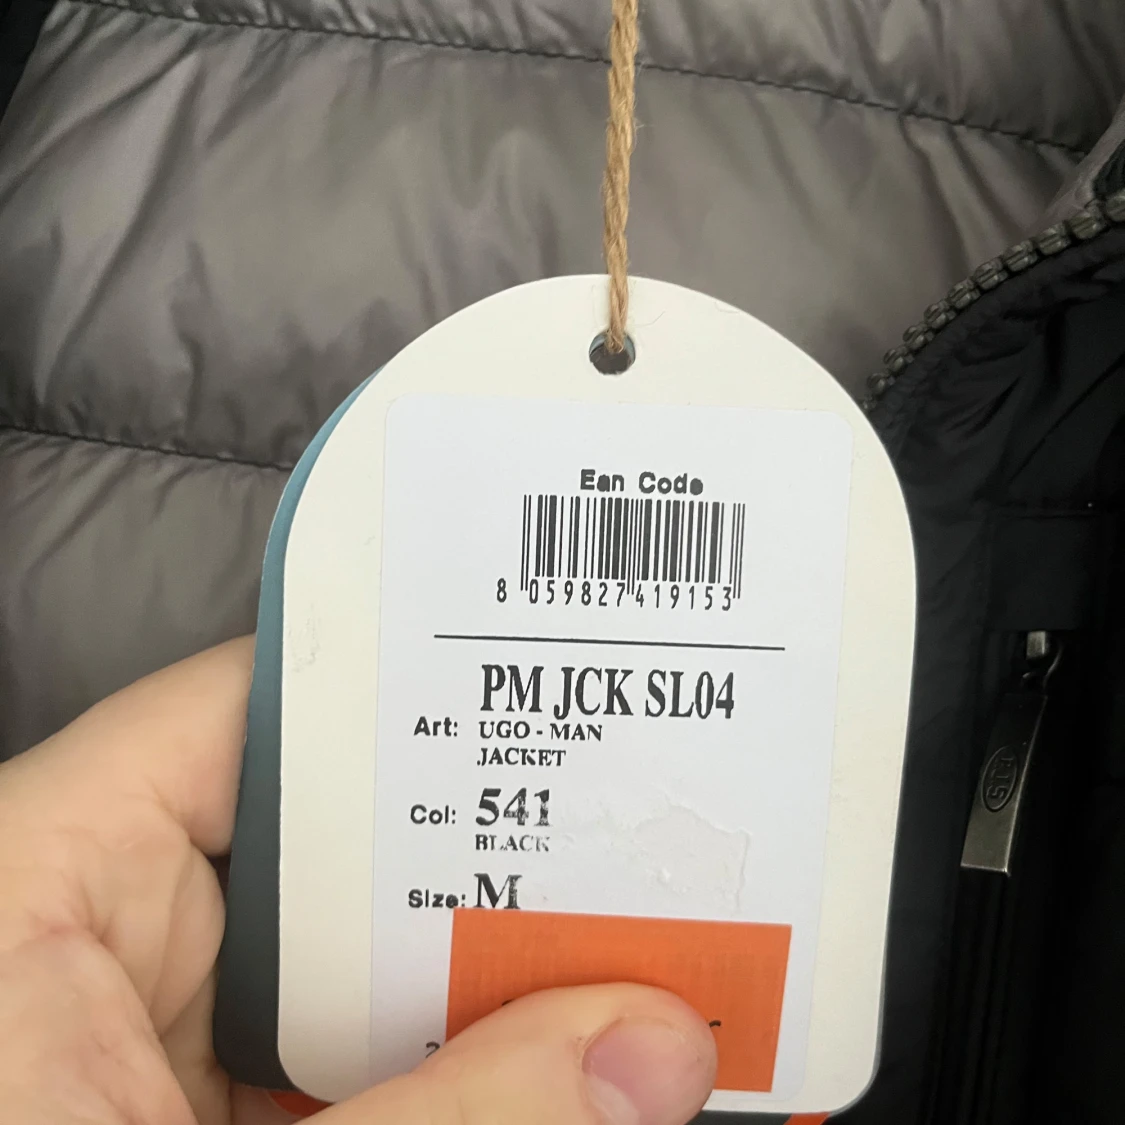 Ean Code
8 059827 419153
PM JCK SL04
Art: UGO - MAN
JACKET
Col: 541
BLACK
Size: M